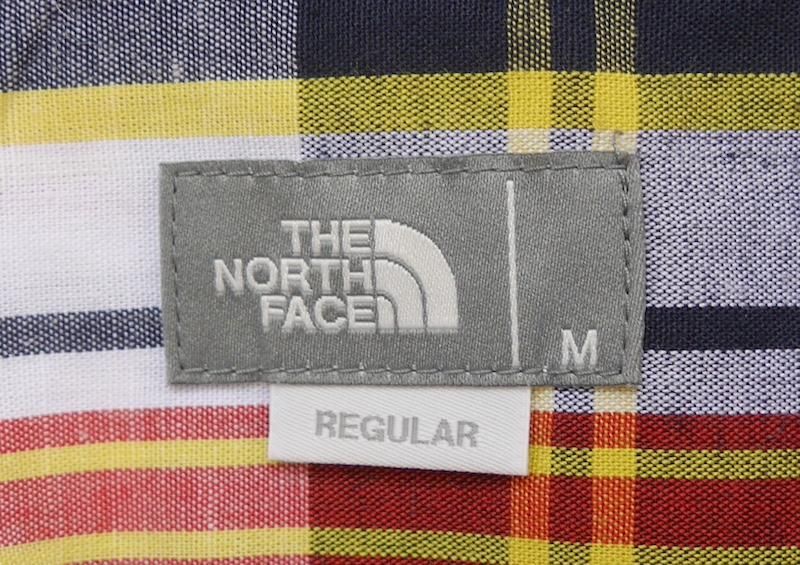 THE
NORTH
FACE
M
REGULAR